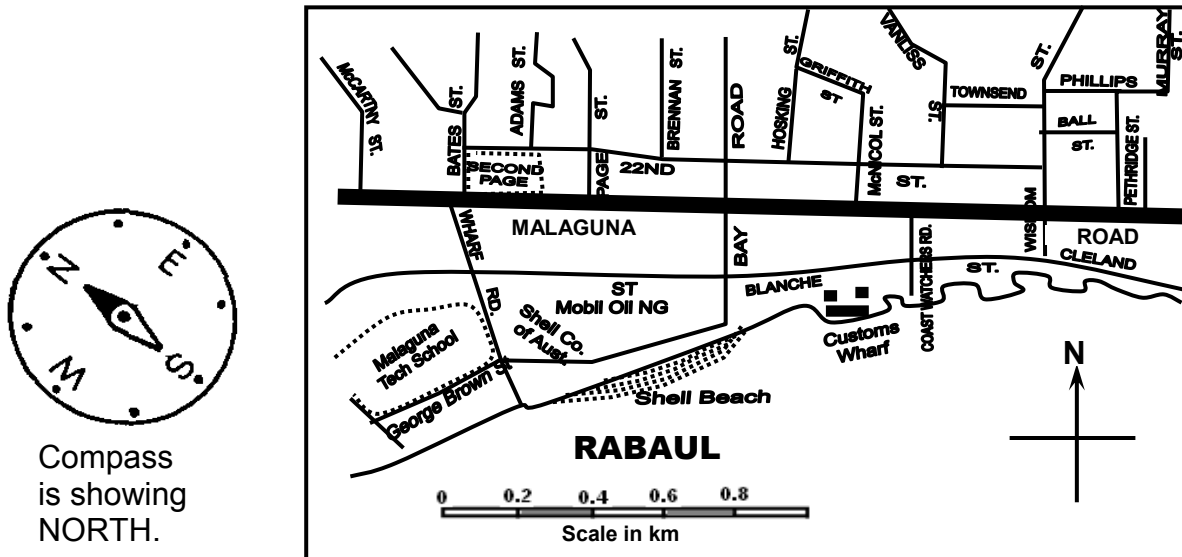 N
E
W
S
Compass
is showing
NORTH.
McCARTNY
ST.
BATES ST.
ADAMS ST.
PAGE ST.
BRENNAN ST.
BAY ROAD
HOSKING ST.
GRIFFITH
ST
McNICOL ST.
VANLISS
ST.
TOWNSEND
WISDOM ST.
PHILLIPS
MURRAY
ST.
BALL
ST.
PETHRIDGE ST.
SECOND
PAGE
22ND
ST.
MALAGUNA
ROAD
WHARF
RD.
BLANCHE
ST.
CLELAND
ST
Mobil Oil NG
Shell Co.
of Aust.
Malaguna
Tech School
George Brown St
COAST WATCHERS RD.
Customs
Wharf
Shell Beach
RABAUL
N
0 0.2 0.4 0.6 0.8
Scale in km